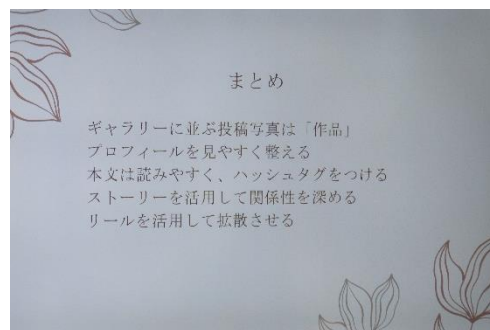 まとめ
ギャラリーに並ぶ投稿写真は「作品」
プロフィールを見やすく整える
本文は読みやすく、ハッシュタグをつける
ストーリーを活用して関係性を深める
リールを活用して拡散させる